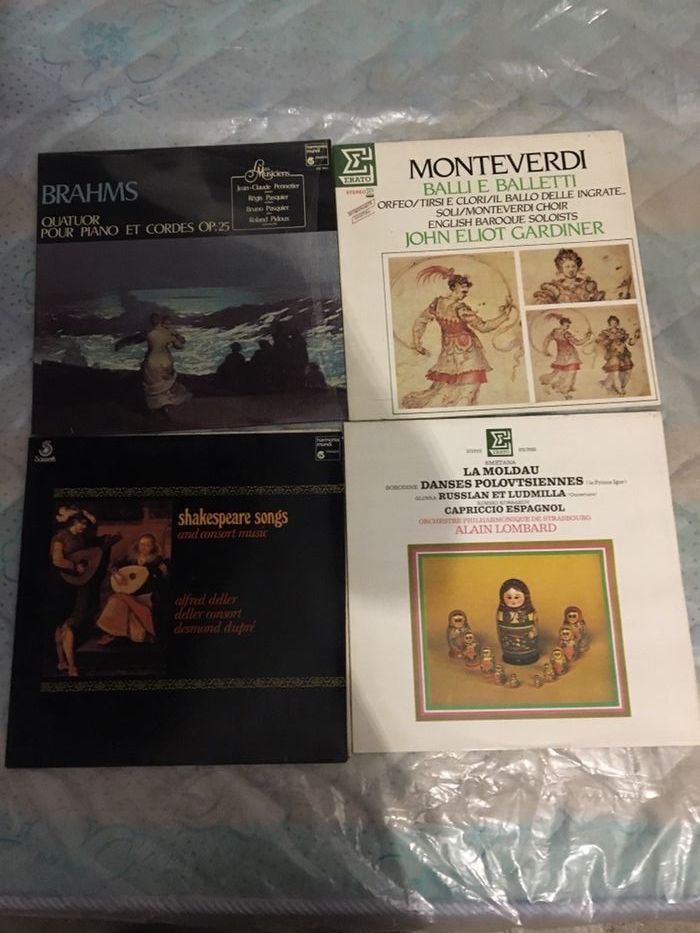 BRAHMS
QUATUOR
POUR PIANO ET CORDES OP.25
Les Musiciens
Jean-Claude Pennetier
Régis Pasquier
Bruno Pasquier
Roland Pidoux
harmonia
mundi
ERATO
STEREO
MONTEVERDI
BALLI E BALLETTI
ORFEO/TIRSI E CLORI/IL BALLO DELLE INGRATE..
SOLI/MONTEVERDI CHOIR
ENGLISH BAROQUE SOLOISTS
JOHN ELIOT GARDINER
harmonia
mundi
shakespeare songs
and consort music
alfred deller
deller consort
desmond dupré
ERATO
SMETANA
LA MOLDAU
BORODINE DANSES POLOVTSIENNES (le Prince Igor)
GLINKA RUSSLAN ET LUDMILLA (Ouverture)
RIMSKI KORSAKOV
CAPRICCIO ESPAGNOL
ORCHESTRE PHILHARMONIQUE DE STRASBOURG
ALAIN LOMBARD